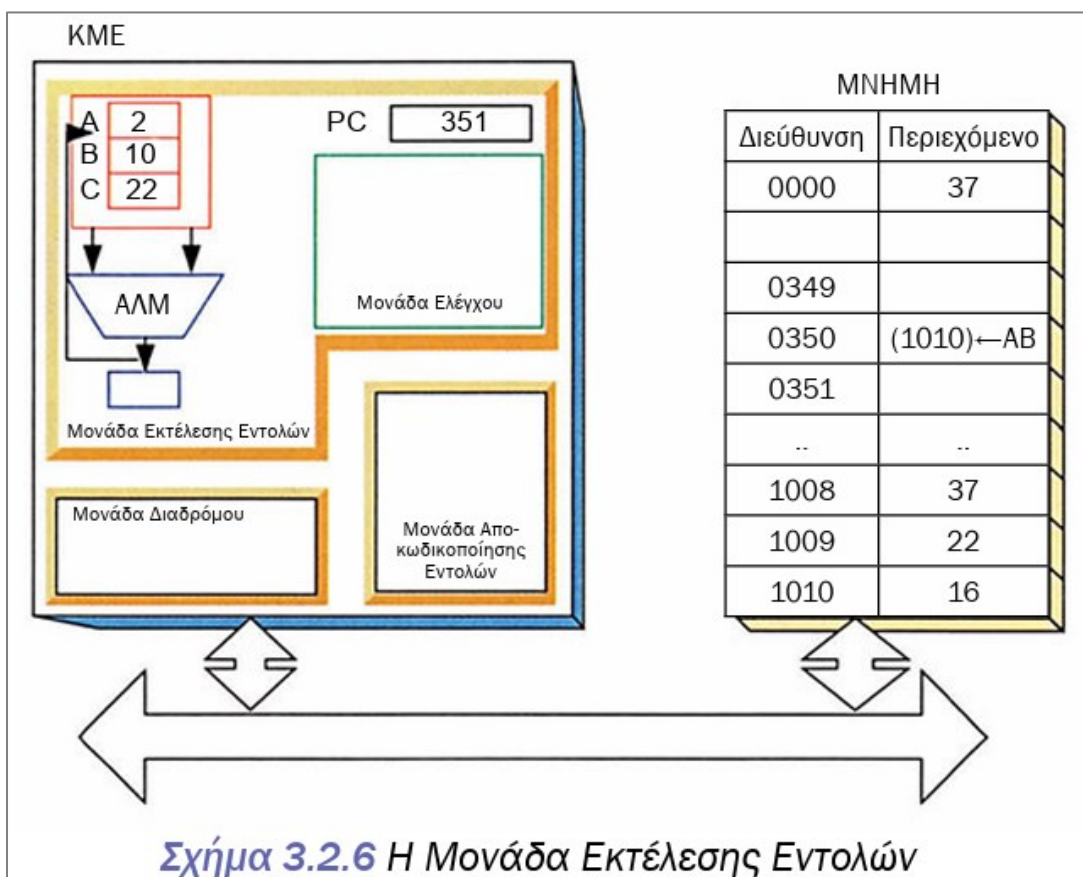 ΚΜΕ
A 2
B 10
C 22
PC 351
ΑΛΜ
Μονάδα Ελέγχου
Μονάδα Εκτέλεσης Εντολών
Μονάδα Διαδρόμου
Μονάδα Απο-
κωδικοποίησης
Εντολών
ΜΝΗΜΗ
Διεύθυνση Περιεχόμενο
0000 37
0349
0350 (1010)←AB
0351
.. ..
1008 37
1009 22
1010 16
Σχήμα 3.2.6 Η Μονάδα Εκτέλεσης Εντολών